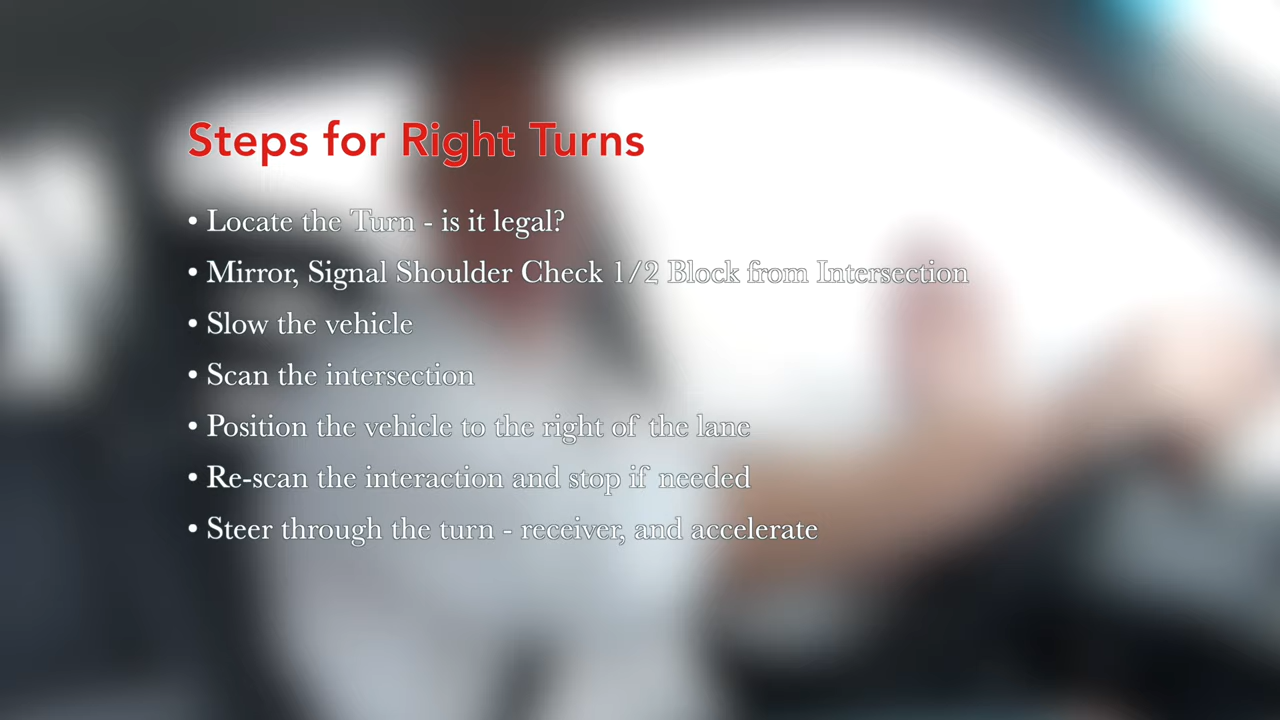 Steps for Right Turns
• Locate the Turn - is it legal?
• Mirror, Signal Shoulder Check 1/2 Block from Intersection
• Slow the vehicle
• Scan the intersection
• Position the vehicle to the right of the lane
• Re-scan the interaction and stop if needed
• Steer through the turn - receiver, and accelerate